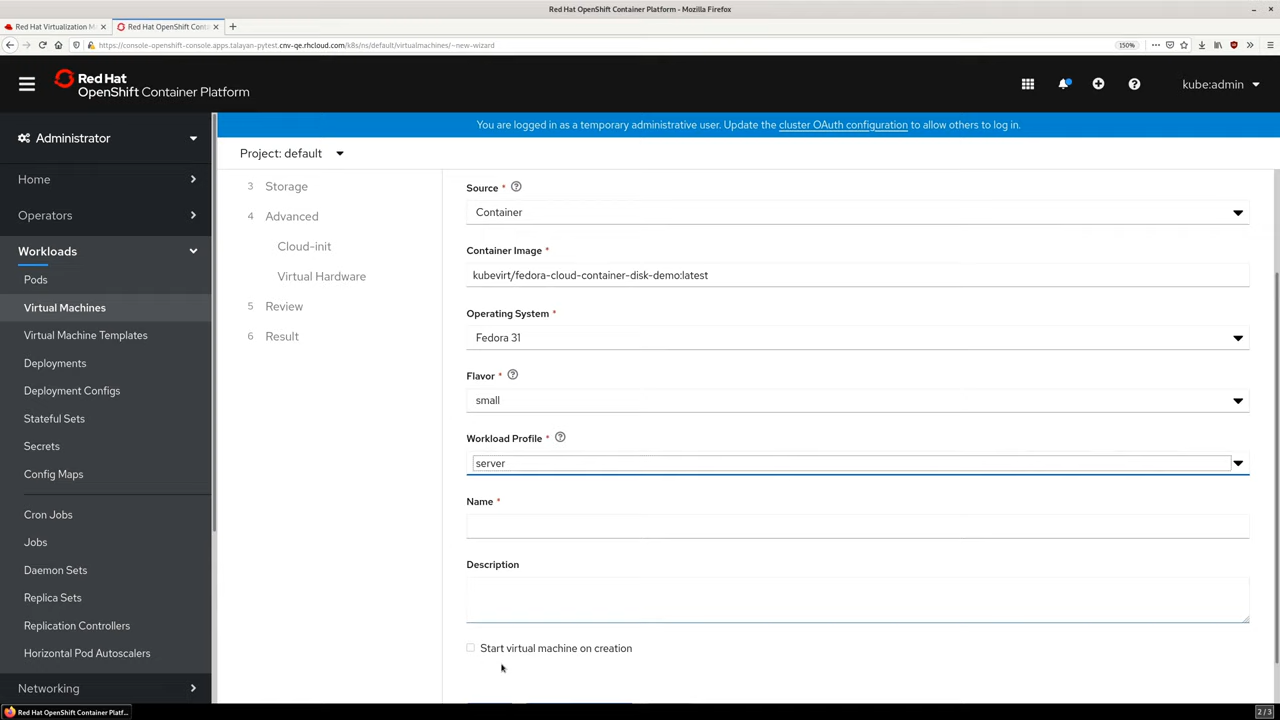 Red Hat OpenShift Container Platform - Mozilla Firefox
Red Hat Virtualization M
Red Hat OpenShift Conta
https://console-openshift-console.apps.talayan-pytest.cnv-qe.rhcloud.com/k8s/ns/default/virtualmachines/~new-wizard
150%
Red Hat
OpenShift Container Platform
kube:admin
You are logged in as a temporary administrative user. Update the cluster OAuth configuration to allow others to log in.
Administrator
Home
Operators
Workloads
Pods
Virtual Machines
Virtual Machine Templates
Deployments
Deployment Configs
Stateful Sets
Secrets
Config Maps
Cron Jobs
Jobs
Daemon Sets
Replica Sets
Replication Controllers
Horizontal Pod Autoscalers
Networking
Project: default
3 Storage
4 Advanced
Cloud-init
Virtual Hardware
5 Review
6 Result
Source *
Container
Container Image *
kubevirt/fedora-cloud-container-disk-demo:latest
Operating System *
Fedora 31
Flavor *
small
Workload Profile *
server
Name *
Description
Start virtual machine on creation
Red Hat OpenShift Container Platf...
2/3